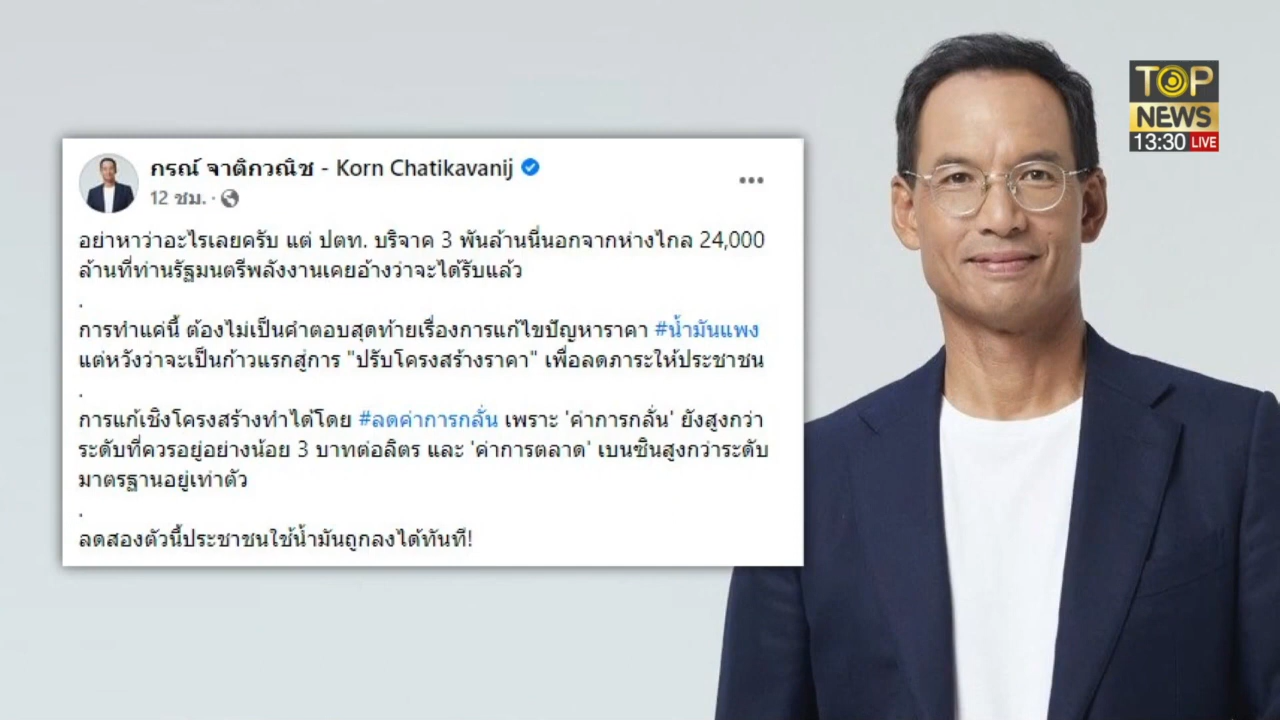 TOP
NEWS
13:30 LIVE
กรณ์ จาติกวณิช - Korn Chatikavanij
12 ชม. ·
อย่าหาว่าอะไรเลยครับ แต่ ปตท. บริจาค 3 พันล้านนี่นอกจากห่างไกล 24,000
ล้านที่ท่านรัฐมนตรีพลังงานเคยอ้างว่าจะได้รับแล้ว
.
การทำแค่นี้ ต้องไม่เป็นคำตอบสุดท้ายเรื่องการแก้ไขปัญหาราคา #น้ำมันแพง
แต่หวังว่าจะเป็นก้าวแรกสู่การ "ปรับโครงสร้างราคา" เพื่อลดภาระให้ประชาชน
.
การแก้เชิงโครงสร้างทำได้โดย #ลดค่าการกลั่น เพราะ 'ค่าการกลั่น' ยังสูงกว่า
ระดับที่ควรอยู่อย่างน้อย 3 บาทต่อลิตร และ 'ค่าการตลาด' เบนซินสูงกว่าระดับ
มาตรฐานอยู่เท่าตัว
.
ลดสองตัวนี้ประชาชนใช้น้ำมันถูกลงได้ทันที!